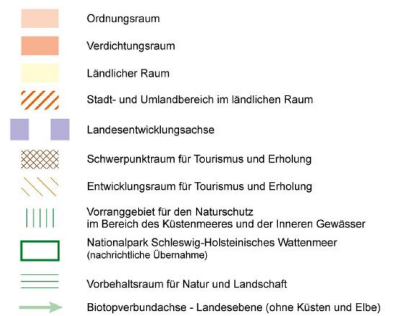 Ordnungsraum
Verdichtungsraum
Ländlicher Raum
Stadt- und Umlandbereich im ländlichen Raum
Landesentwicklungsachse
Schwerpunktraum für Tourismus und Erholung
Entwicklungsraum für Tourismus und Erholung
Vorranggebiet für den Naturschutz
im Bereich des Küstenmeeres und der Inneren Gewässer
Nationalpark Schleswig-Holsteinisches Wattenmeer
(nachrichtliche Übernahme)
Vorbehaltsraum für Natur und Landschaft
Biotopverbundachse - Landesebene (ohne Küsten und Elbe)